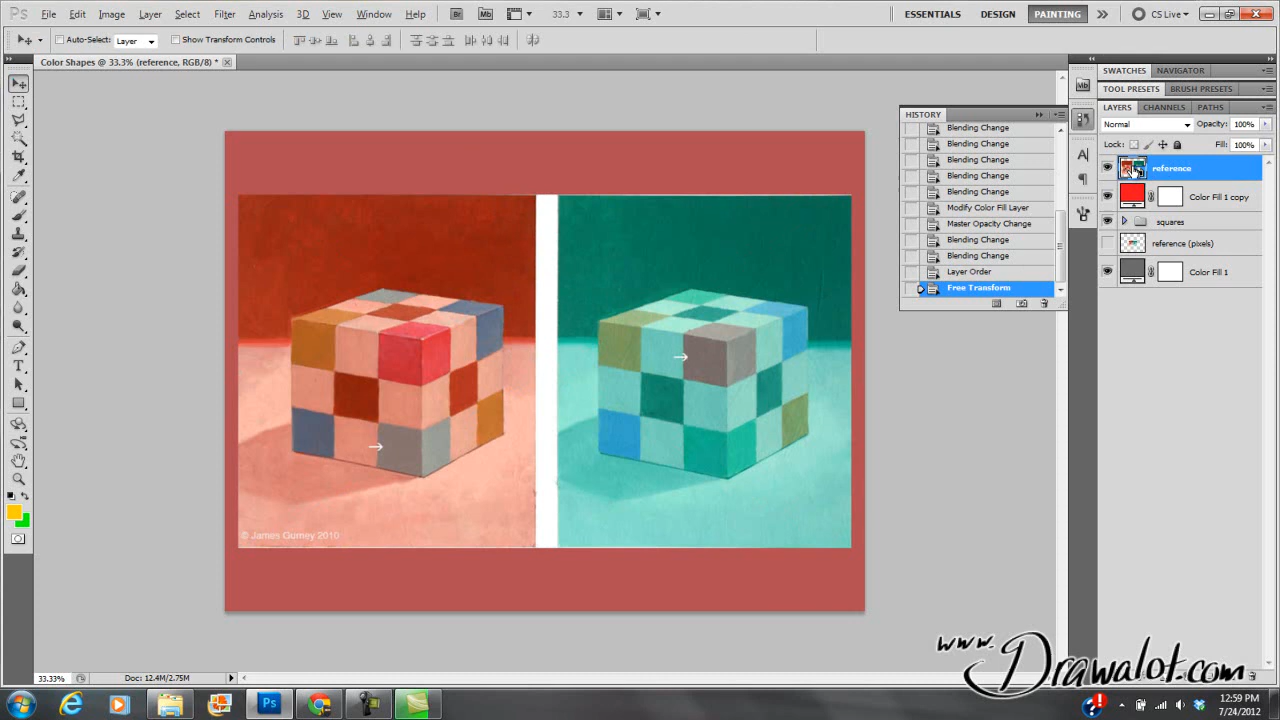 File Edit Image Layer Select Filter Analysis 3D View Window Help Br Mb 33.3 ESSENTIALS DESIGN PAINTING CS Live
Auto-Select: Layer Show Transform Controls
Color Shapes @ 33.3% (reference, RGB/8) *
SWATCHES NAVIGATOR
TOOL PRESETS BRUSH PRESETS
LAYERS CHANNELS PATHS
Normal Opacity: 100%
Lock: Fill: 100%
reference
Color Fill 1 copy
squares
reference (pixels)
Color Fill 1
HISTORY
Blending Change
Blending Change
Blending Change
Blending Change
Blending Change
Modify Color Fill Layer
Master Opacity Change
Blending Change
Blending Change
Layer Order
Free Transform
© James Gurney 2010
www.Drawalot.com
33.33% Doc: 12.4M/2.75M
Ps
12:59 PM
7/24/2012